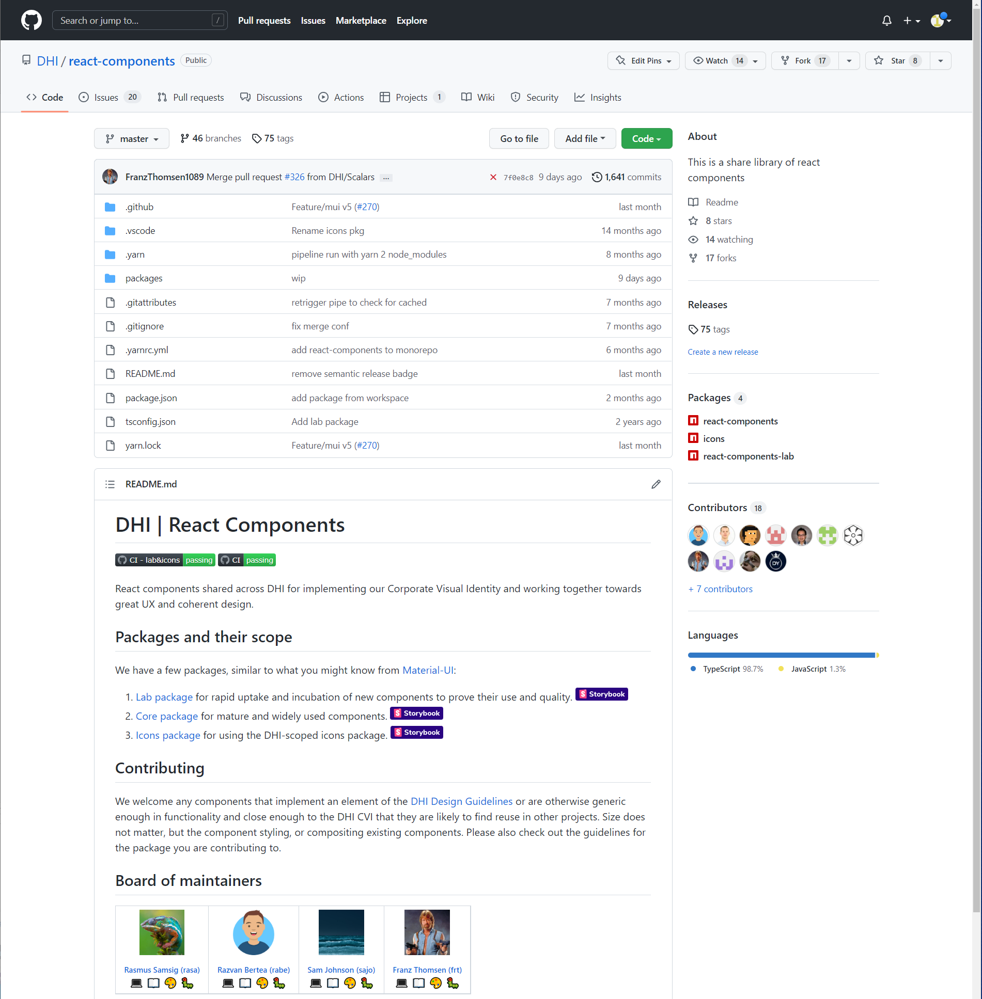 Search or jump to... /
Pull requests Issues Marketplace Explore
DHI / react-components Public
Edit Pins Watch 14 Fork 17 Star 8
Code Issues 20 Pull requests Discussions Actions Projects 1 Wiki Security Insights
master 46 branches 75 tags Go to file Add file Code
FranzThomsen1089 Merge pull request #326 from DHI/Scalars ... 7f0e8c8 9 days ago 1,641 commits
.github Feature/mui v5 (#270) last month
.vscode Rename icons pkg 14 months ago
.yarn pipeline run with yarn 2 node_modules 8 months ago
packages wip 9 days ago
.gitattributes retrigger pipe to check for cached 7 months ago
.gitignore fix merge conf 7 months ago
.yarnrc.yml add react-components to monorepo 6 months ago
README.md remove semantic release badge last month
package.json add package from workspace 2 months ago
tsconfig.json Add lab package 2 years ago
yarn.lock Feature/mui v5 (#270) last month
README.md
DHI | React Components
CI - lab&icons passing CI passing
React components shared across DHI for implementing our Corporate Visual Identity and working together towards
great UX and coherent design.
Packages and their scope
We have a few packages, similar to what you might know from Material-UI:
1. Lab package for rapid uptake and incubation of new components to prove their use and quality. S Storybook
2. Core package for mature and widely used components. S Storybook
3. Icons package for using the DHI-scoped icons package. S Storybook
Contributing
We welcome any components that implement an element of the DHI Design Guidelines or are otherwise generic
enough in functionality and close enough to the DHI CVI that they are likely to find reuse in other projects. Size does
not matter, but the component styling, or compositing existing components. Please also check out the guidelines for
the package you are contributing to.
Board of maintainers
Rasmus Samsig (rasa) Razvan Bertea (rabe) Sam Johnson (sajo) Franz Thomsen (frt)
About
This is a share library of react
components
Readme
8 stars
14 watching
17 forks
Releases
75 tags
Create a new release
Packages 4
react-components
icons
react-components-lab
Contributors 18
DY
+ 7 contributors
Languages
TypeScript 98.7% JavaScript 1.3%